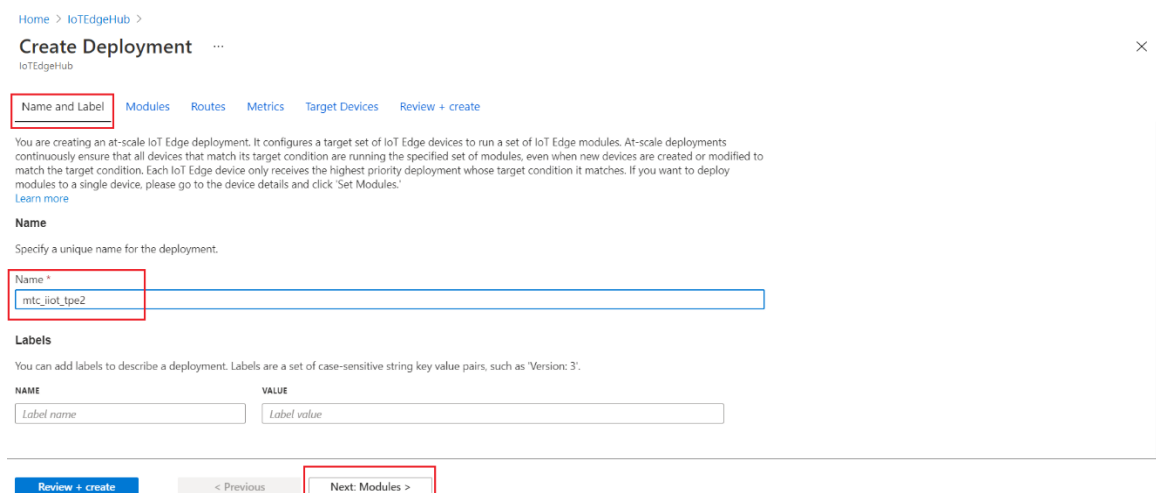 Home > IoTEdgeHub >
Create Deployment ...
IoTEdgeHub
Name and Label Modules Routes Metrics Target Devices Review + create
You are creating an at-scale IoT Edge deployment. It configures a target set of IoT Edge devices to run a set of IoT Edge modules. At-scale deployments
continuously ensure that all devices that match its target condition are running the specified set of modules, even when new devices are created or modified to
match the target condition. Each IoT Edge device only receives the highest priority deployment whose target condition it matches. If you want to deploy
modules to a single device, please go to the device details and click 'Set Modules.'
Learn more
Name
Specify a unique name for the deployment.
Name *
mtc_iiot_tpe2
Labels
You can add labels to describe a deployment. Labels are a set of case-sensitive string key value pairs, such as 'Version: 3'.
NAME VALUE
Label name Label value
Review + create < Previous Next: Modules >